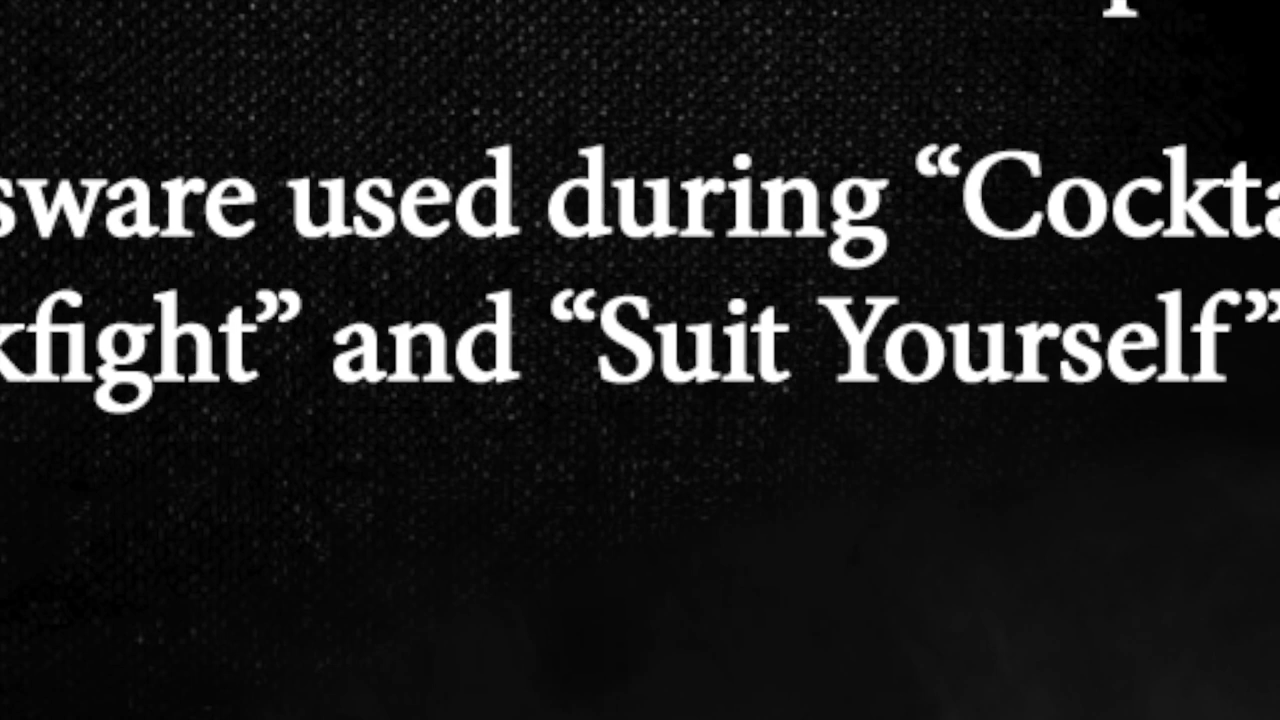 sware used during “Cockta
kfight” and “Suit Yourself”